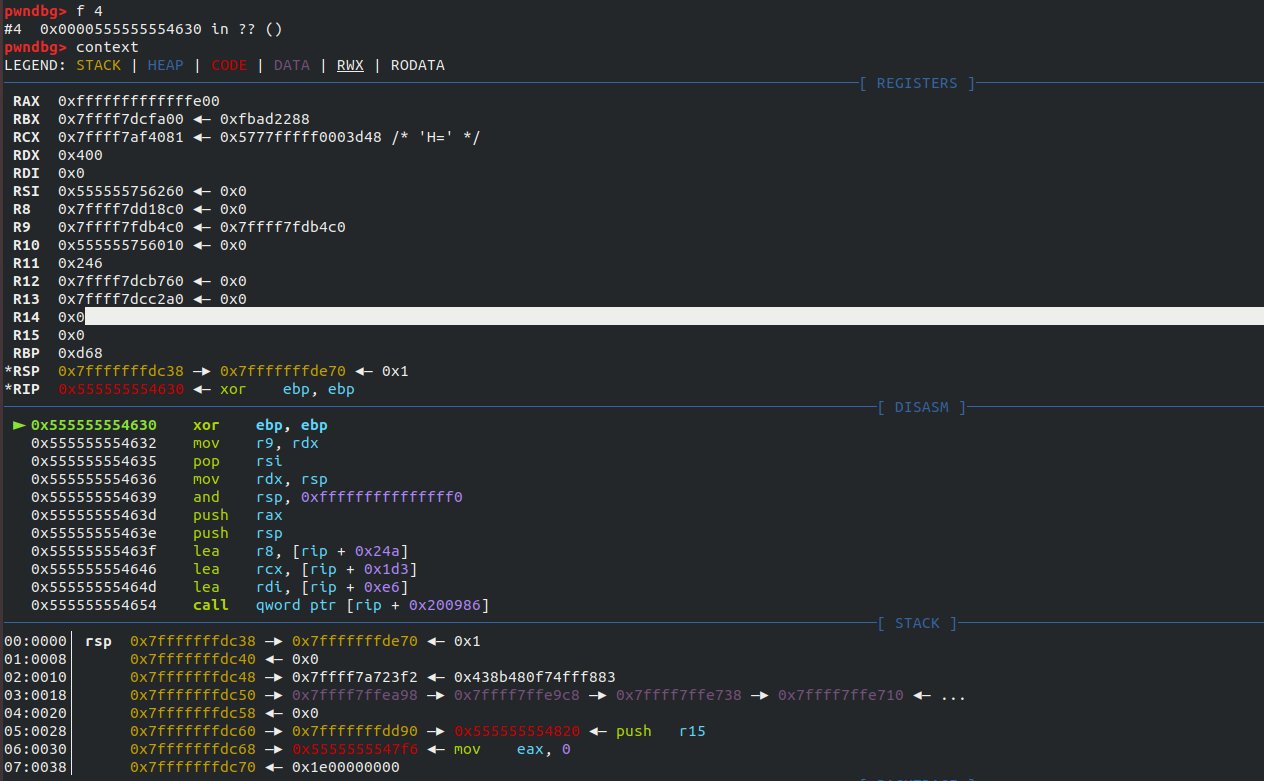 pwndbg> f 4
#4  0x0000555555554630 in ?? ()
pwndbg> context
LEGEND: STACK | HEAP | CODE | DATA | RWX | RODATA
[ REGISTERS ]
RAX  0xfffffffffffffe00
RBX  0x7ffff7dcfa00 ◂— 0xfbad2288
RCX  0x7ffff7af4081 ◂— 0x5777fffff0003d48 /* 'H=' */
RDX  0x400
RDI  0x0
RSI  0x555555756260 ◂— 0x0
R8   0x7ffff7dd18c0 ◂— 0x0
R9   0x7ffff7fdb4c0 ◂— 0x7ffff7fdb4c0
R10  0x555555756010 ◂— 0x0
R11  0x246
R12  0x7ffff7dcb760 ◂— 0x0
R13  0x7ffff7dcc2a0 ◂— 0x0
R14  0x0
R15  0x0
RBP  0xd68
*RSP  0x7fffffffdc38 —▸ 0x7fffffffde70 ◂— 0x1
*RIP  0x555555554630 ◂— xor    ebp, ebp
[ DISASM ]
► 0x555555554630    xor    ebp, ebp
0x555555554632    mov    r9, rdx
0x555555554635    pop    rsi
0x555555554636    mov    rdx, rsp
0x555555554639    and    rsp, 0xfffffffffffffff0
0x55555555463d    push   rax
0x55555555463e    push   rsp
0x55555555463f    lea    r8, [rip + 0x24a]
0x555555554646    lea    rcx, [rip + 0x1d3]
0x55555555464d    lea    rdi, [rip + 0xe6]
0x555555554654    call   qword ptr [rip + 0x200986]
[ STACK ]
00:0000│ rsp  0x7fffffffdc38 —▸ 0x7fffffffde70 ◂— 0x1
01:0008│      0x7fffffffdc40 ◂— 0x0
02:0010│      0x7fffffffdc48 —▸ 0x7ffff7a723f2 ◂— 0x438b480f74fff883
03:0018│      0x7fffffffdc50 —▸ 0x7ffff7ffea98 —▸ 0x7ffff7ffe9c8 —▸ 0x7ffff7ffe738 —▸ 0x7ffff7ffe710 ◂— ...
04:0020│      0x7fffffffdc58 ◂— 0x0
05:0028│      0x7fffffffdc60 —▸ 0x7fffffffdd90 —▸ 0x555555554820 ◂— push   r15
06:0030│      0x7fffffffdc68 —▸ 0x5555555547f6 ◂— mov    eax, 0
07:0038│      0x7fffffffdc70 ◂— 0x1e00000000